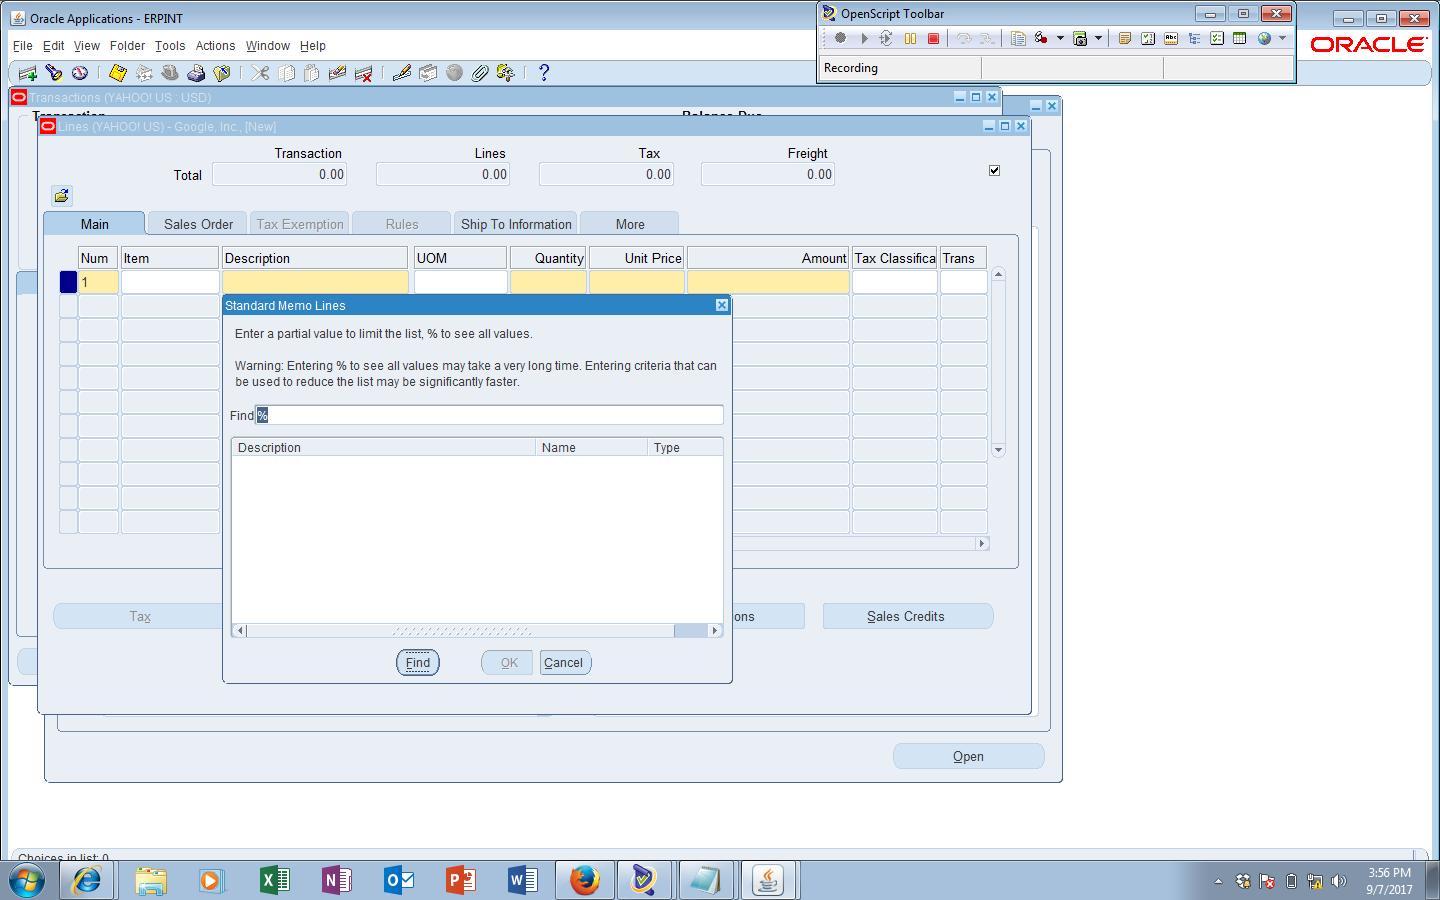 Oracle Applications - ERPINT
OpenScript Toolbar
File Edit View Folder Tools Actions Window Help
ORACLE
Recording
Transactions (YAHOO! US : USD)
Transaction
Balance Due
Lines (YAHOO! US) - Google, Inc., [New]
Transaction Lines Tax Freight
Total 0.00 0.00 0.00 0.00
Main Sales Order Tax Exemption Rules Ship To Information More
Num Item Description UOM Quantity Unit Price Amount Tax Classifica Trans
1
Standard Memo Lines
Enter a partial value to limit the list, % to see all values.
Warning: Entering % to see all values may take a very long time. Entering criteria that can
be used to reduce the list may be significantly faster.
Find %
Description Name Type
Tax ons Sales Credits
Find OK Cancel
Open
Choices in list: 0
3:56 PM
9/7/2017